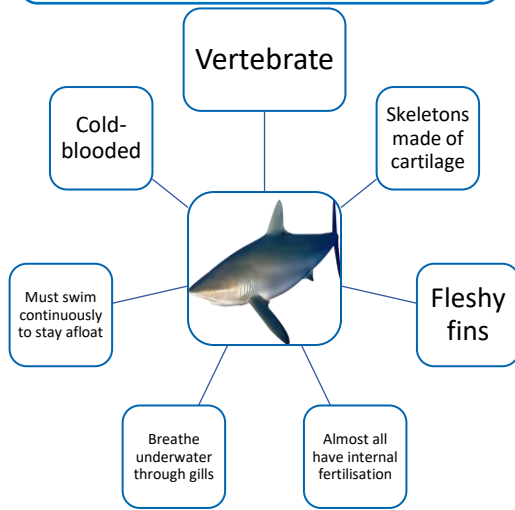 Vertebrate
Cold-
blooded
Skeletons
made of
cartilage
Must swim
continuously
to stay afloat
Fleshy
fins
Breathe
underwater
through gills
Almost all
have internal
fertilisation